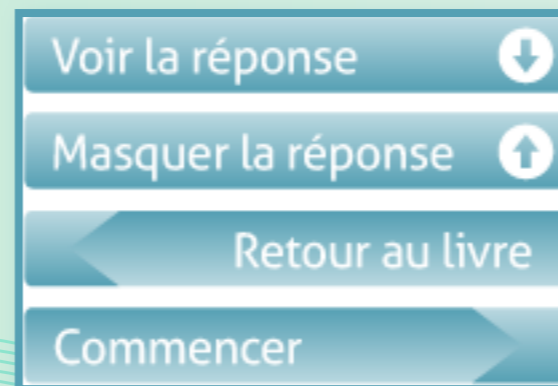 Voir la réponse
Masquer la réponse
Retour au livre
Commencer